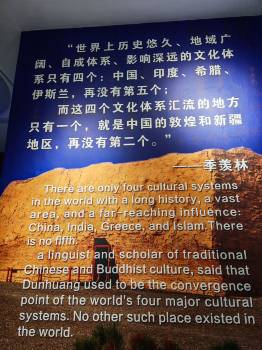 “世界上历史悠久、地域广
阔、自成体系、影响深远的文化体
系只有四个：中国、印度、希腊、
伊斯兰，再没有第五个；
而这四个文化体系汇流的地方
只有一个，就是中国的敦煌和新疆
地区，再没有第二个。”
——季羡林
There are only four cultural systems
in the world with a long history, a vast
area, and a far-reaching influence:
China, India, Greece, and Islam.There
is no fifth.
a linguist and scholar of traditional
Chinese and Buddhist culture, said that
Dunhuang used to be the convergence
point of the world's four major cultural
systems. No other such place existed in
the world.